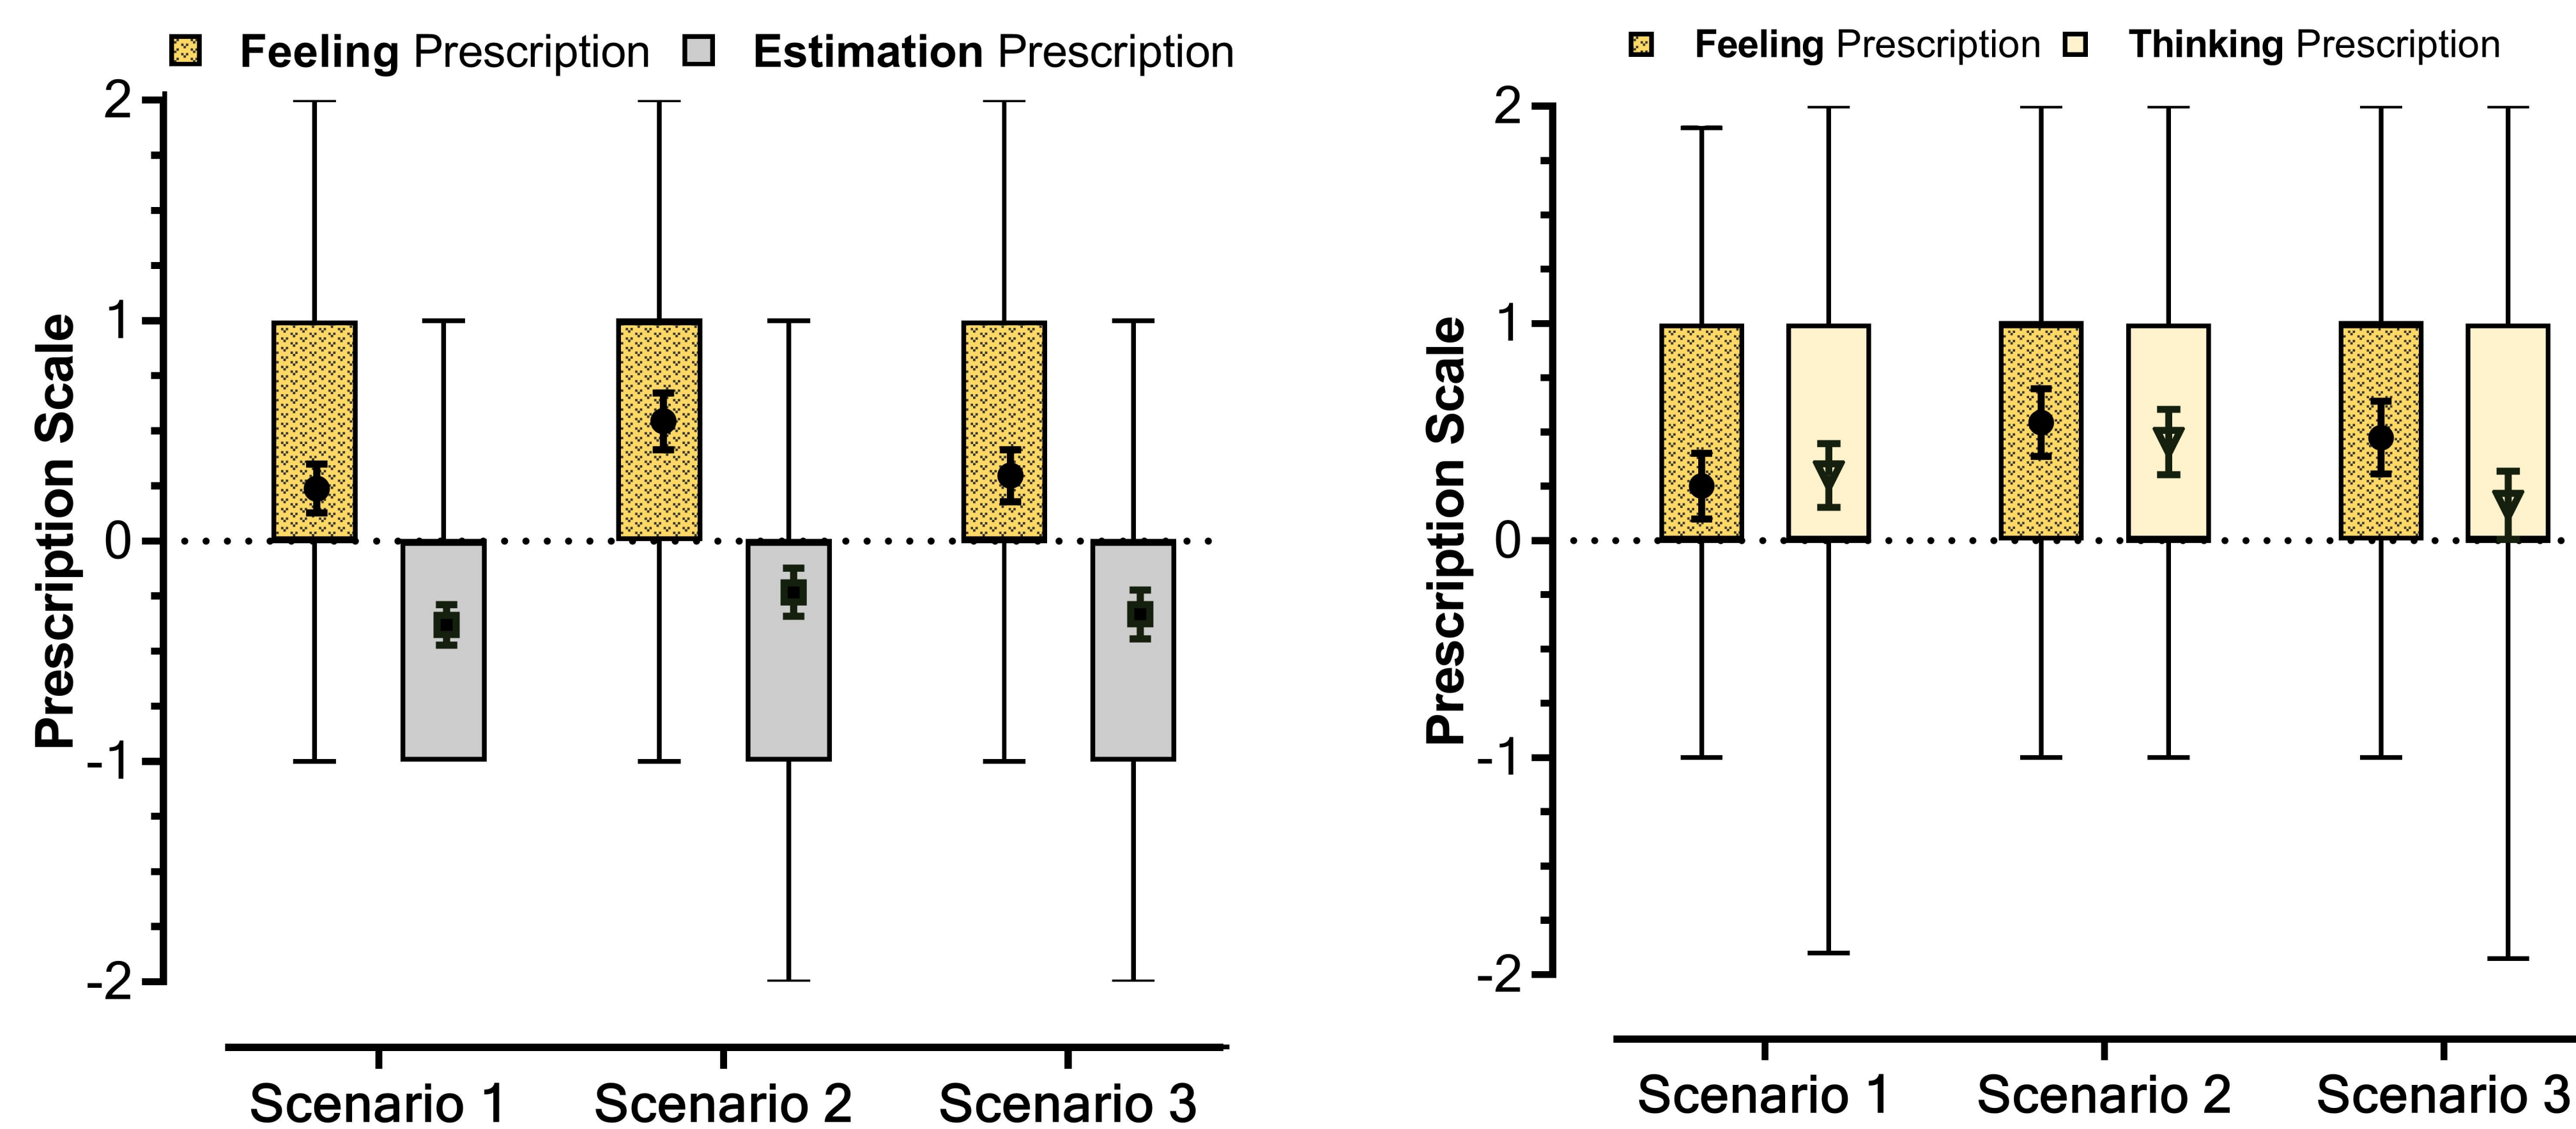 Feeling Prescription Estimation Prescription
Prescription Scale
2
1
0
-1
-2
Scenario 1 Scenario 2 Scenario 3
Feeling Prescription Thinking Prescription
Prescription Scale
2
1
0
-1
-2
Scenario 1 Scenario 2 Scenario 3